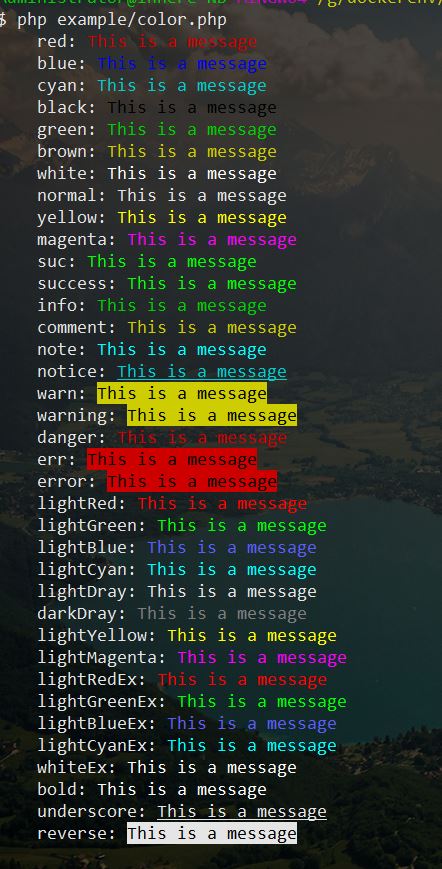 $ php example/color.php
red: This is a message
blue: This is a message
cyan: This is a message
black: This is a message
green: This is a message
brown: This is a message
white: This is a message
normal: This is a message
yellow: This is a message
magenta: This is a message
suc: This is a message
success: This is a message
info: This is a message
comment: This is a message
note: This is a message
notice: This is a message
warn: This is a message
warning: This is a message
danger: This is a message
err: This is a message
error: This is a message
lightRed: This is a message
lightGreen: This is a message
lightBlue: This is a message
lightCyan: This is a message
lightDray: This is a message
darkDray: This is a message
lightYellow: This is a message
lightMagenta: This is a message
lightRedEx: This is a message
lightGreenEx: This is a message
lightBlueEx: This is a message
lightCyanEx: This is a message
whiteEx: This is a message
bold: This is a message
underscore: This is a message
reverse: This is a message